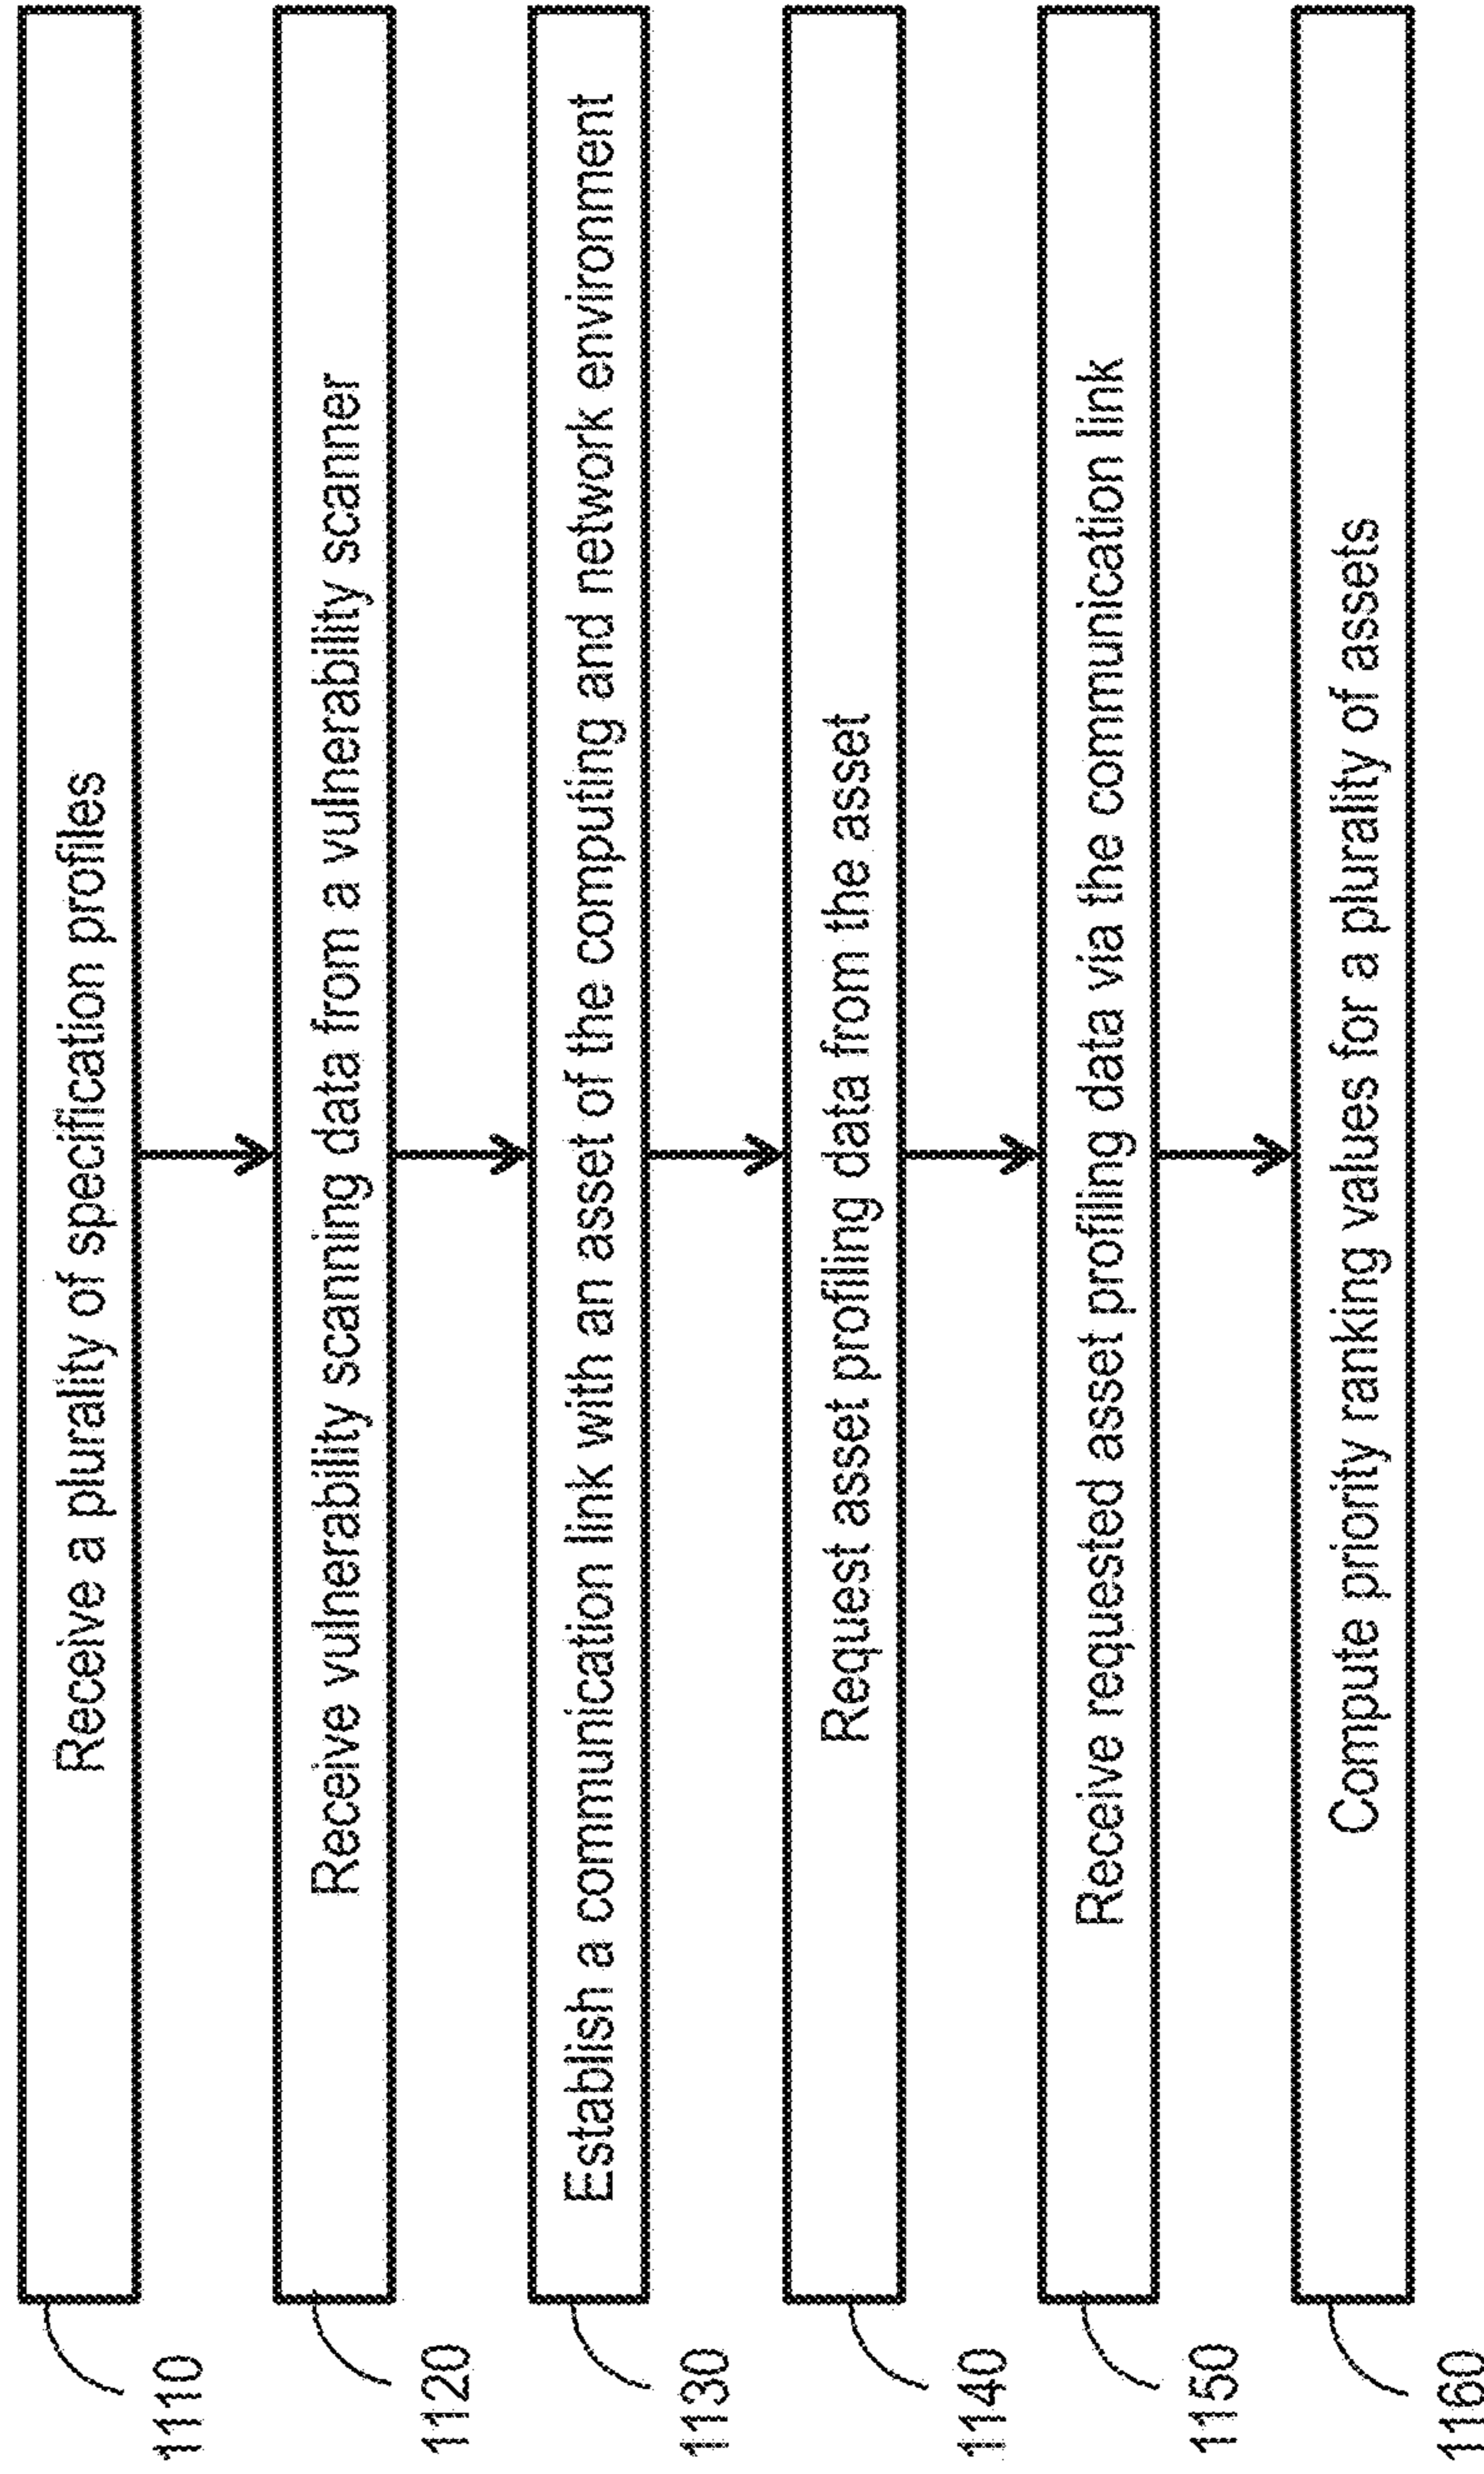 Receive a plurality of specification profiles
1110
Receive vulnerability scanning data from a vulnerability scanner
1120
Establish a communication link with an asset of the computing and network environment
1130
Request asset profiling data from the asset
1140
Receive requested asset profiling data via the communication link
1150
Compute priority ranking values for a plurality of assets
1160